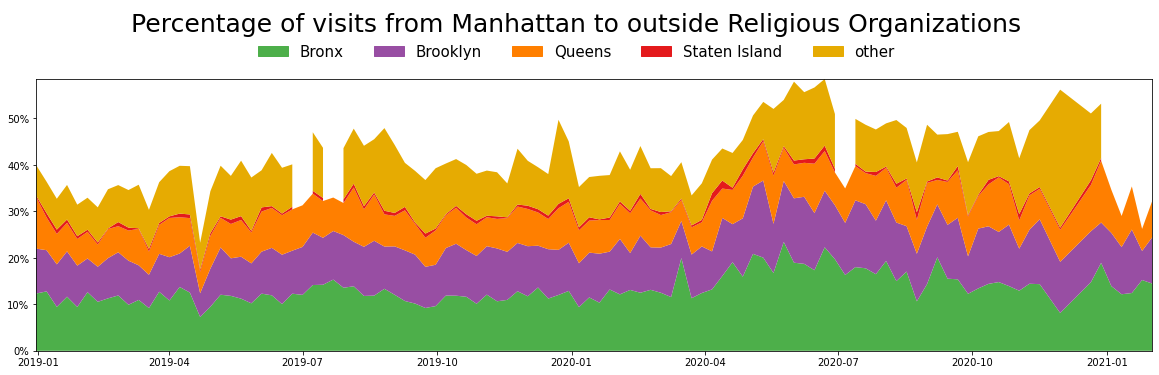 Percentage of visits from Manhattan to outside Religious Organizations
Bronx Brooklyn Queens Staten Island other
50%
40%
30%
20%
10%
0%
2019-01 2019-04 2019-07 2019-10 2020-01 2020-04 2020-07 2020-10 2021-01